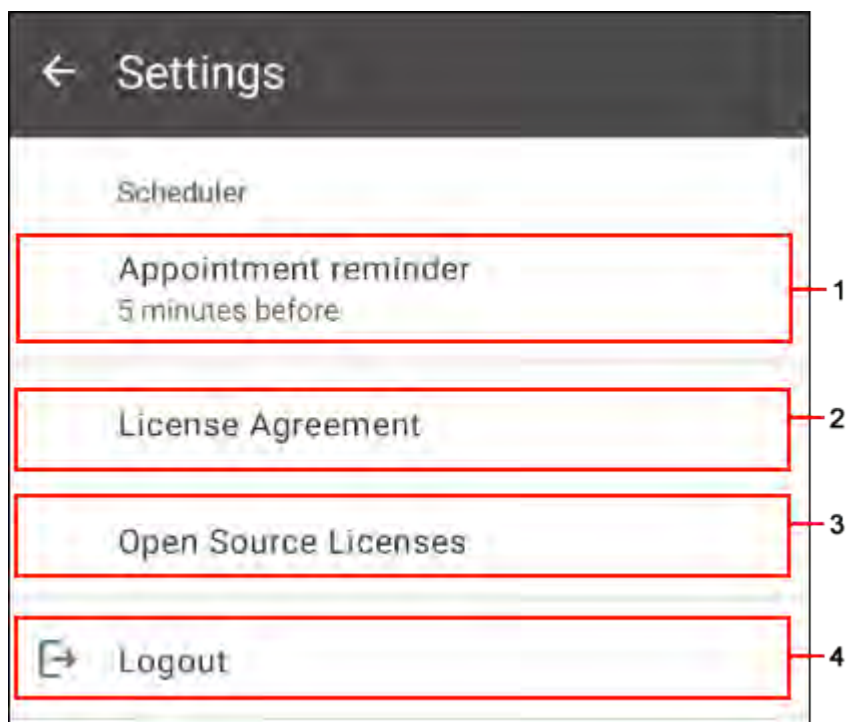 Settings
Scheduler
Appointment reminder
5 minutes before
1
License Agreement
2
Open Source Licenses
3
Logout
4